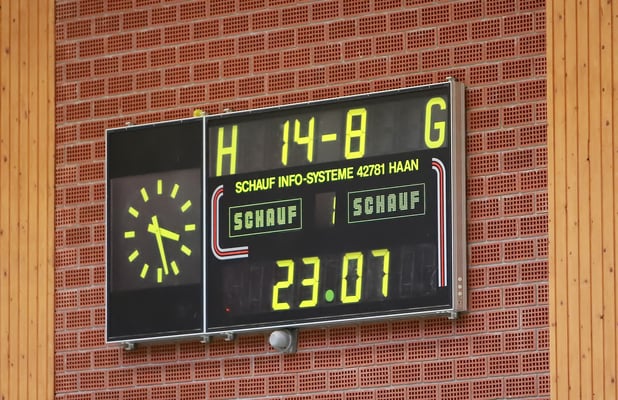 H 14-8 G
SCHAUF INFO-SYSTEME 42781 HAAN
SCHAUF 1 SCHAUF
23.07